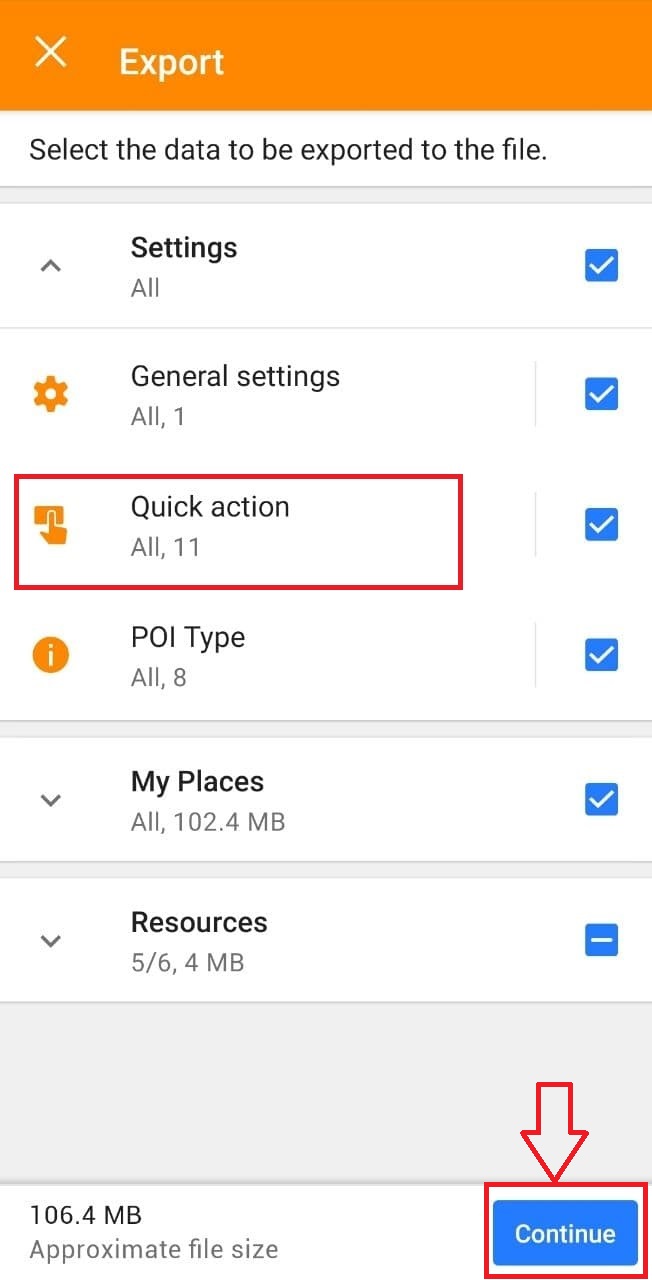 Export
Select the data to be exported to the file.
Settings
All
General settings
All, 1
Quick action
All, 11
POI Type
All, 8
My Places
All, 102.4 MB
Resources
5/6, 4 MB
106.4 MB
Approximate file size
Continue